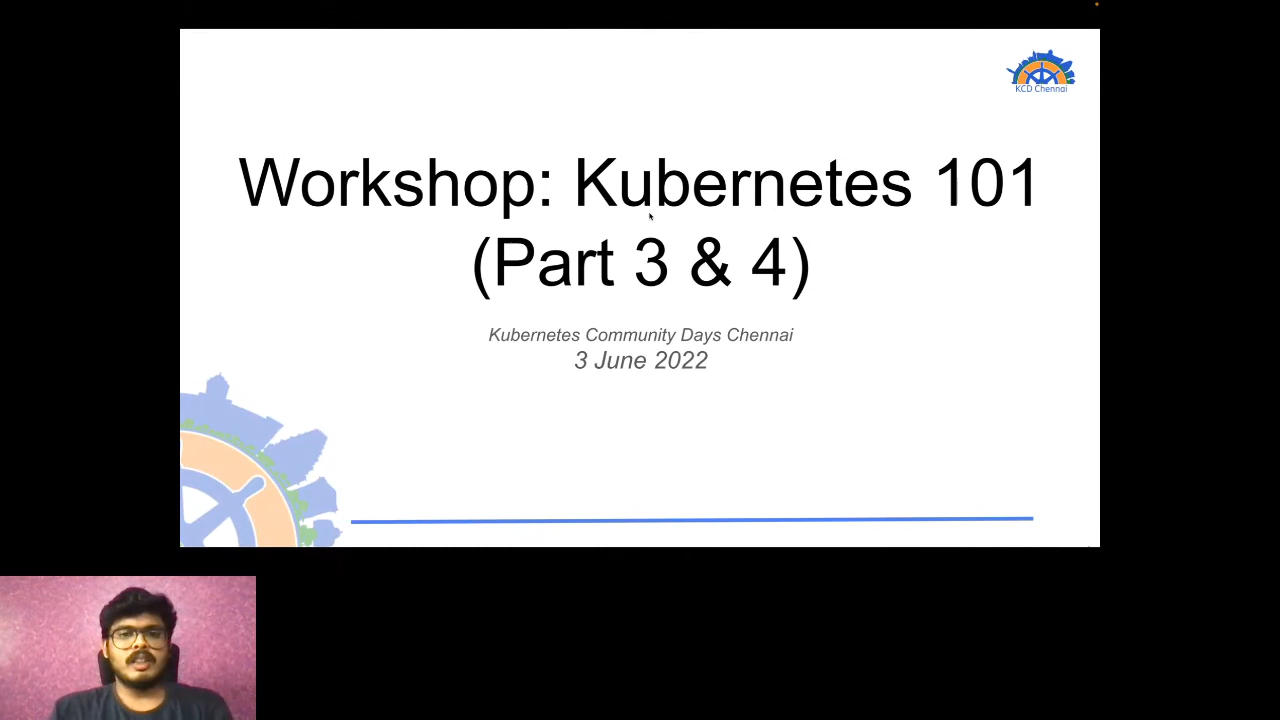 KCD Chennai
Workshop: Kubernetes 101
(Part 3 & 4)
Kubernetes Community Days Chennai
3 June 2022